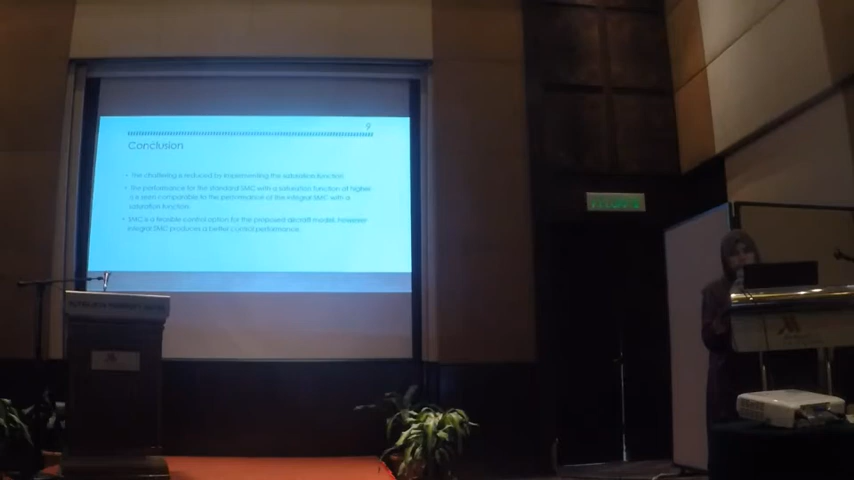 9
Conclusion
• The chattering is reduced by implementing the saturation function.
• The performance for the standard SMC with a saturation function at higher
is seen comparable to the performance of the integral SMC with a
saturation function.
• SMC is a feasible control option for the proposed aircraft model, however
integral SMC produces a better control performance.